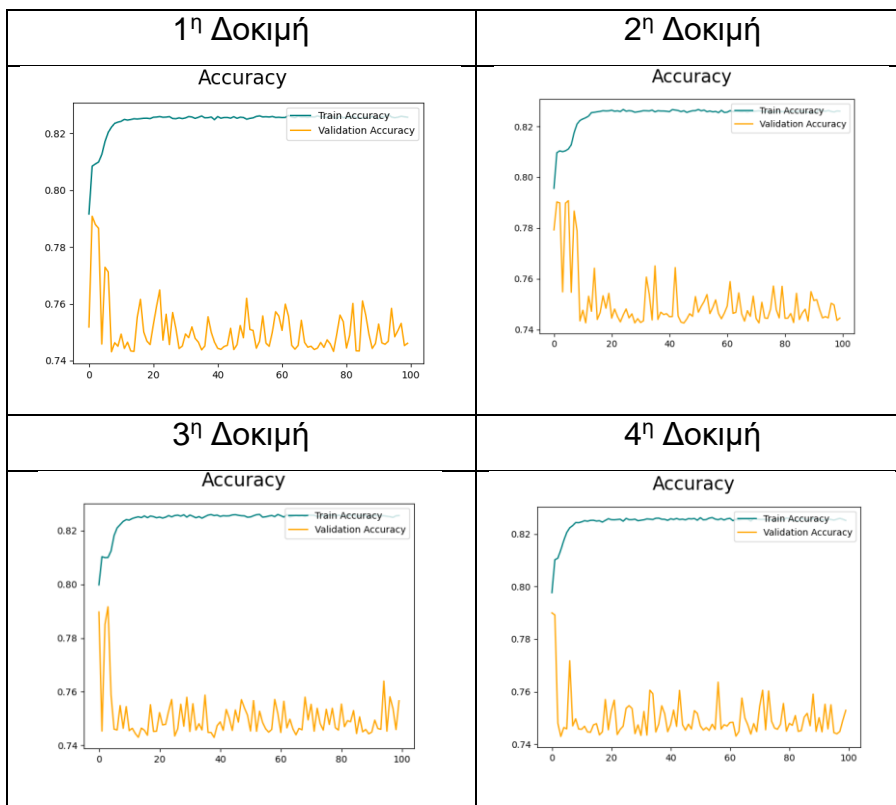 1η Δοκιμή
2η Δοκιμή
Accuracy
Train Accuracy
Validation Accuracy
0.82
0.80
0.78
0.76
0.74
0 20 40 60 80 100
Accuracy
Train Accuracy
Validation Accuracy
0.82
0.80
0.78
0.76
0.74
0 20 40 60 80 100
3η Δοκιμή
4η Δοκιμή
Accuracy
Train Accuracy
Validation Accuracy
0.82
0.80
0.78
0.76
0.74
0 20 40 60 80 100
Accuracy
Train Accuracy
Validation Accuracy
0.82
0.80
0.78
0.76
0.74
0 20 40 60 80 100